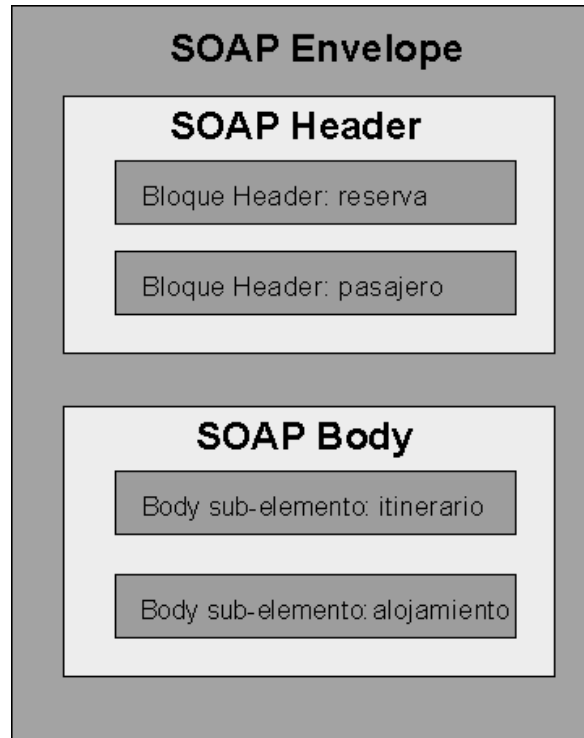 SOAP Envelope
SOAP Header
Bloque Header: reserva
Bloque Header: pasajero
SOAP Body
Body sub-elemento: itinerario
Body sub-elemento: alojamiento